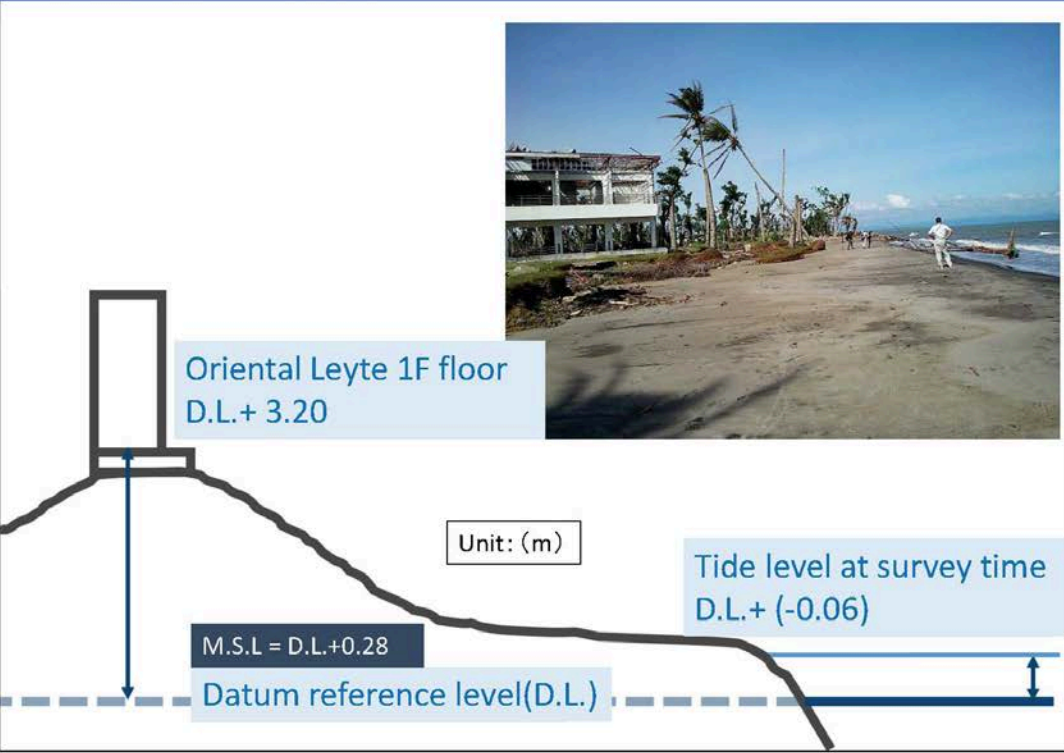 Oriental Leyte 1F floor
D.L.+ 3.20
Unit: (m)
Tide level at survey time
D.L.+ (-0.06)
M.S.L = D.L.+0.28
Datum reference level(D.L.)